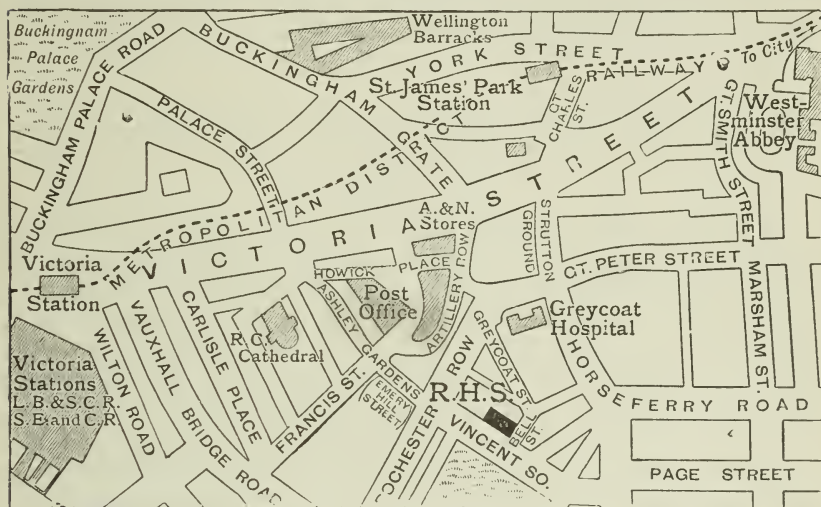 Buckingham
Palace
Gardens
BUCKINGHAM PALACE ROAD
BUCKINGHAM GRATE
Wellington
Barracks
YORK STREET
St. James' Park
Station
RAILWAY
To City
West-
minster
Abbey
GT. SMITH STREET
CT
CHARLES
ST.
PALACE STREET
METROPOLITAN DISTRICT
VICTORIA STREET
A. & N.
Stores
STRUTTON
GROUND
GT. PETER STREET
MARSHAM ST.
Victoria
Station
HOWICK PLACE
Post
Office
ARTILLERY ROW
ASHLEY GARDENS
R.C.
Cathedral
CARLISLE PLACE
VAUXHALL BRIDGE ROAD
WILTON ROAD
Victoria
Stations
L.B.&S.C.R.
S.E. and C.R.
FRANCIS ST.
EMERY
HILL
STREET
ROCHESTER ROW
GREYCOAT ST
Greycoat
Hospital
HORSEFERRY ROAD
R.H.S.
BELL
ST.
VINCENT SQ.
PAGE STREET